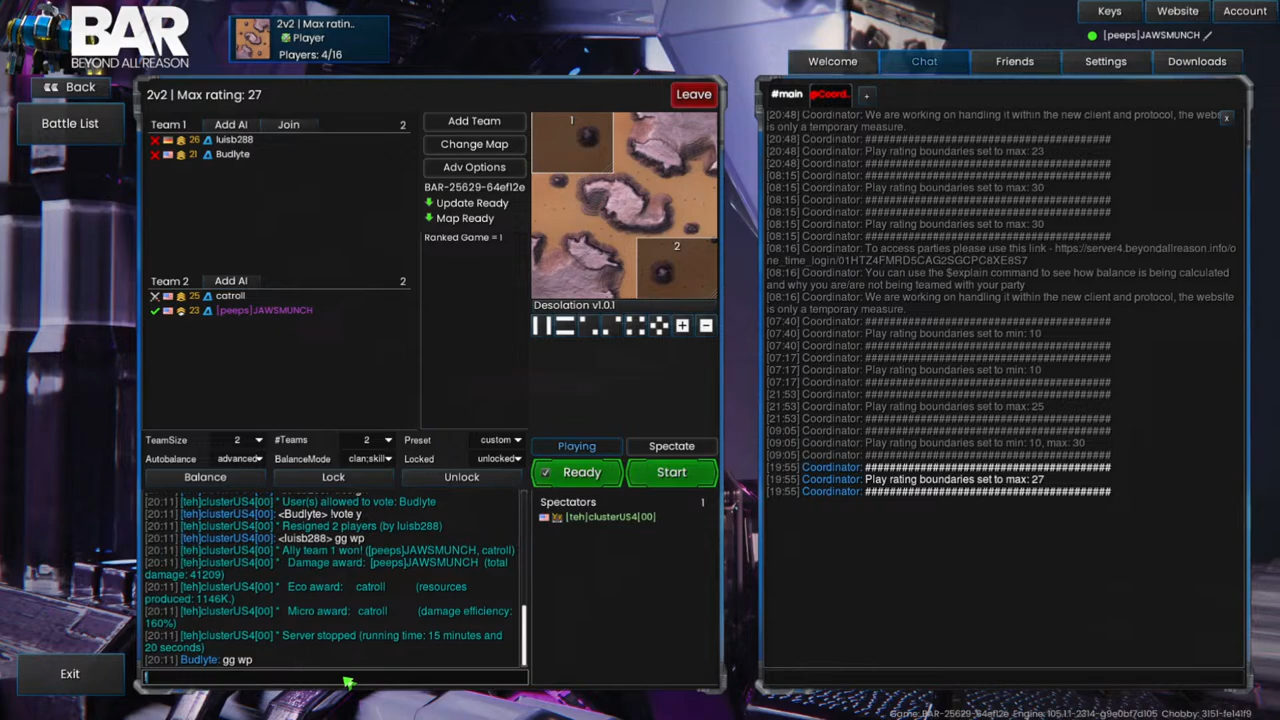 BAR
BEYOND ALL REASON
2v2 | Max ratin..
Player
Players: 4/16
Keys
Website
Account
[peeps]JAWSMUNCH
Back
Battle List
Exit
2v2 | Max rating: 27
Leave
Team 1
Add AI
Join
2
26 luisb288
21 Budlyte
Team 2
Add AI
2
25 catroll
23 [peeps]JAWSMUNCH
Add Team
Change Map
Adv Options
BAR-25629-64ef12e
Update Ready
Map Ready
Ranked Game = 1
1
2
Desolation v1.0.1
TeamSize
2
#Teams
2
Preset
custom
Autobalance
advanced
BalanceMode
clan;skill
Locked
unlocked
Balance
Lock
Unlock
Playing
Spectate
Ready
Start
Spectators
1
[teh]clusterUS4[00]
[20:11] [teh]clusterUS4[00] * User(s) allowed to vote: Budlyte
[teh]clusterUS4[00]: <Budlyte> !vote y
[20:11] [teh]clusterUS4[00] * Resigned 2 players (by luisb288)
[teh]clusterUS4[00]: <luisb288> gg wp
[20:11] [teh]clusterUS4[00] * Ally team 1 won! ([peeps]JAWSMUNCH, catroll)
[20:11] [teh]clusterUS4[00] * Damage award: [peeps]JAWSMUNCH (total
damage: 41209)
[20:11] [teh]clusterUS4[00] * Eco award: catroll (resources
produced: 1146K.)
[20:11] [teh]clusterUS4[00] * Micro award: catroll (damage efficiency:
160%)
[20:11] [teh]clusterUS4[00] * Server stopped (running time: 15 minutes and
20 seconds)
[20:11] Budlyte: gg wp
Welcome
Chat
Friends
Settings
Downloads
#main
@Coord..
+
x
[20:48] Coordinator: We are working on handling it within the new client and protocol, the website
is only a temporary measure.
[20:48] Coordinator: ###################################
[20:48] Coordinator: Play rating boundaries set to max: 23
[20:48] Coordinator: ###################################
[08:15] Coordinator: ###################################
[08:15] Coordinator: Play rating boundaries set to max: 30
[08:15] Coordinator: ###################################
[08:15] Coordinator: ###################################
[08:15] Coordinator: Play rating boundaries set to max: 30
[08:15] Coordinator: ###################################
[08:16] Coordinator: To access parties please use this link - https://server4.beyondallreason.info/o
ne_time_login/01HTZ4FMRD5CAG2SGCPC8XE8S7
[08:16] Coordinator: You can use the $explain command to see how balance is being calculated
and why you are/are not being teamed with your party
[08:16] Coordinator: We are working on handling it within the new client and protocol, the website
is only a temporary measure.
[07:40] Coordinator: ###################################
[07:40] Coordinator: Play rating boundaries set to min: 10
[07:40] Coordinator: ###################################
[07:17] Coordinator: ###################################
[07:17] Coordinator: Play rating boundaries set to min: 10
[07:17] Coordinator: ###################################
[21:53] Coordinator: ###################################
[21:53] Coordinator: Play rating boundaries set to max: 25
[21:53] Coordinator: ###################################
[09:05] Coordinator: ###################################
[09:05] Coordinator: Play rating boundaries set to min: 10, max: 30
[09:05] Coordinator: ###################################
[19:55] Coordinator: ###################################
[19:55] Coordinator: Play rating boundaries set to max: 27
[19:55] Coordinator: ###################################
Game: BAR-25629-64ef12e Engine: 105.1.1-2314-g9e0bf7d105 Chobby: 3151-fe141f9